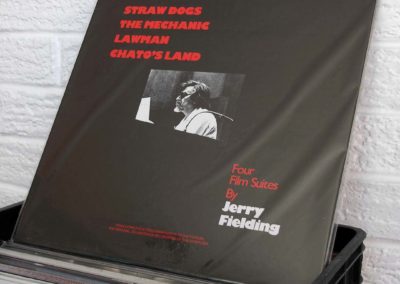 STRAW DOGS
THE MECHANIC
LAWMAN
CHATO'S LAND
Four
Film Suites
By
Jerry
Fielding